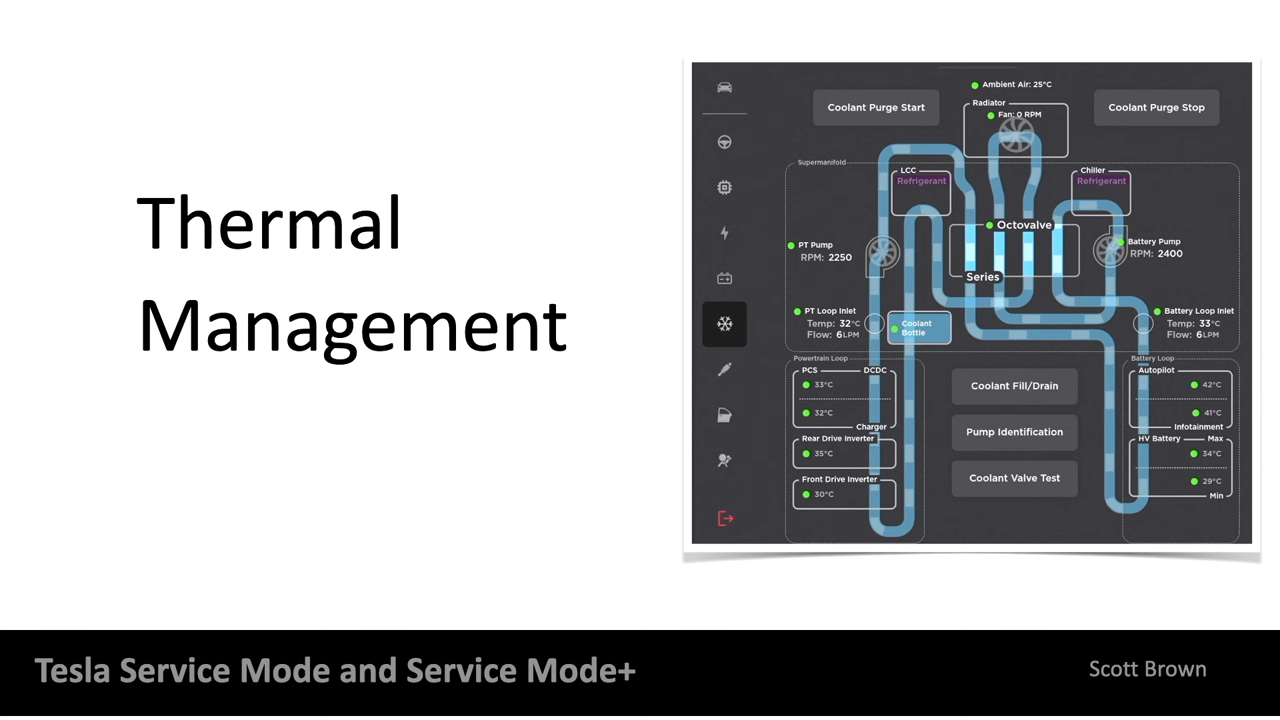 Thermal
Management
Ambient Air: 25°C
Coolant Purge Start
Radiator
Fan: 0 RPM
Coolant Purge Stop
Supermanifold
LCC
Refrigerant
Chiller
Refrigerant
Octovalve
PT Pump
RPM: 2250
Battery Pump
RPM: 2400
Series
PT Loop Inlet
Temp: 32°C
Flow: 6LPM
Coolant
Bottle
Battery Loop Inlet
Temp: 33°C
Flow: 6LPM
Powertrain Loop
PCS DCDC
33°C
32°C
Charger
Rear Drive Inverter
35°C
Front Drive Inverter
30°C
Coolant Fill/Drain
Pump Identification
Coolant Valve Test
Battery Loop
Autopilot
42°C
41°C
Infotainment
HV Battery Max
34°C
29°C
Min
Tesla Service Mode and Service Mode+
Scott Brown